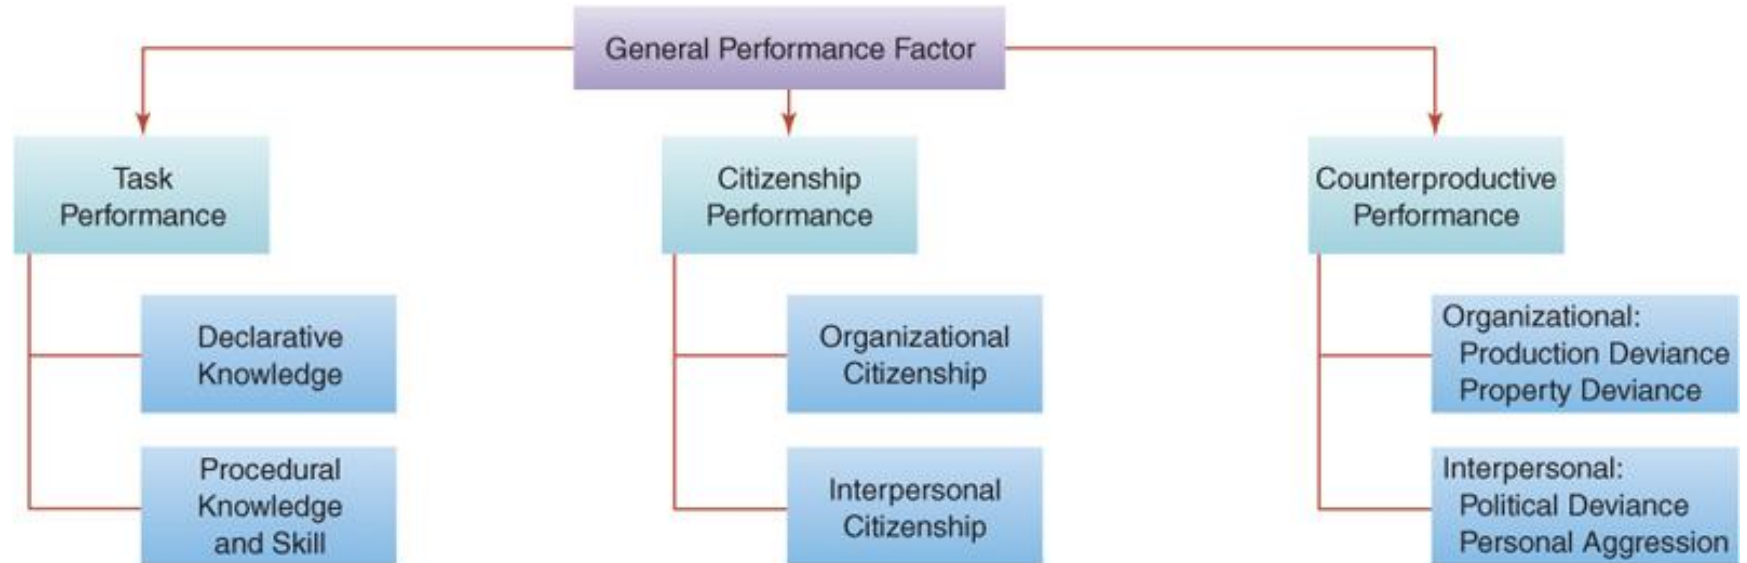 General Performance Factor
Task
Performance
Citizenship
Performance
Counterproductive
Performance
Declarative
Knowledge
Organizational
Citizenship
Organizational:
Production Deviance
Property Deviance
Procedural
Knowledge
and Skill
Interpersonal
Citizenship
Interpersonal:
Political Deviance
Personal Aggression